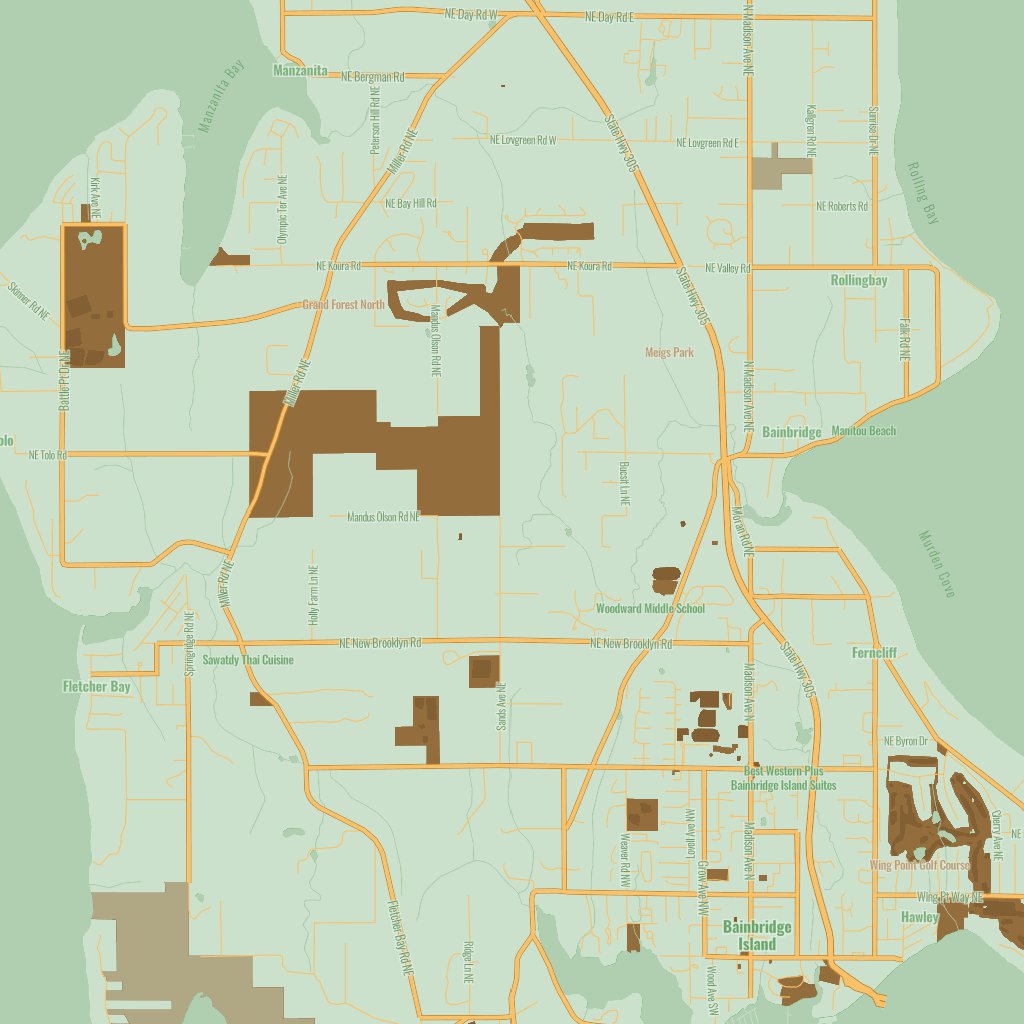 NE Day Rd W
NE Day Rd E
N Madison Ave NE
Manzanita
NE Bergman Rd
Manzanita Bay
Peterson Hill Rd NE
Miller Rd NE
NE Lovgreen Rd W
State Hwy 305
NE Lovgreen Rd E
Kallgren Rd NE
Sunrise Dr NE
Rolling Bay
Kirk Ave NE
Olympic Ter Ave NE
NE Bay Hill Rd
NE Roberts Rd
NE Koura Rd
NE Koura Rd
NE Valley Rd
Rollingbay
Skinner Rd NE
Grand Forest North
State Hwy 305
Mandus Olson Rd NE
Falk Rd NE
Meigs Park
Battle Pt Dr NE
Miller Rd NE
N Madison Ave NE
Bainbridge
Manitou Beach
olo
NE Tolo Rd
Bucsit Ln NE
Mandus Olson Rd NE
Moran Rd NE
Murden Cove
Miller Rd NE
Holly Farm Ln NE
Woodward Middle School
Springridge Rd NE
NE New Brooklyn Rd
NE New Brooklyn Rd
State Hwy 305
Sawatdy Thai Cuisine
Ferncliff
Fletcher Bay
Sands Ave NE
Madison Ave N
NE Byron Dr
Best Western Plus
Bainbridge Island Suites
Weaver Rd NW
Lovell Ave NW
Madison Ave N
Cherry Ave NE
NE
Wing Point Golf Course
Grow Ave NW
Wing Pt Way NE
Hawley
Fletcher Bay Rd NE
Ridge Ln NE
Bainbridge
Island
Wood Ave SW